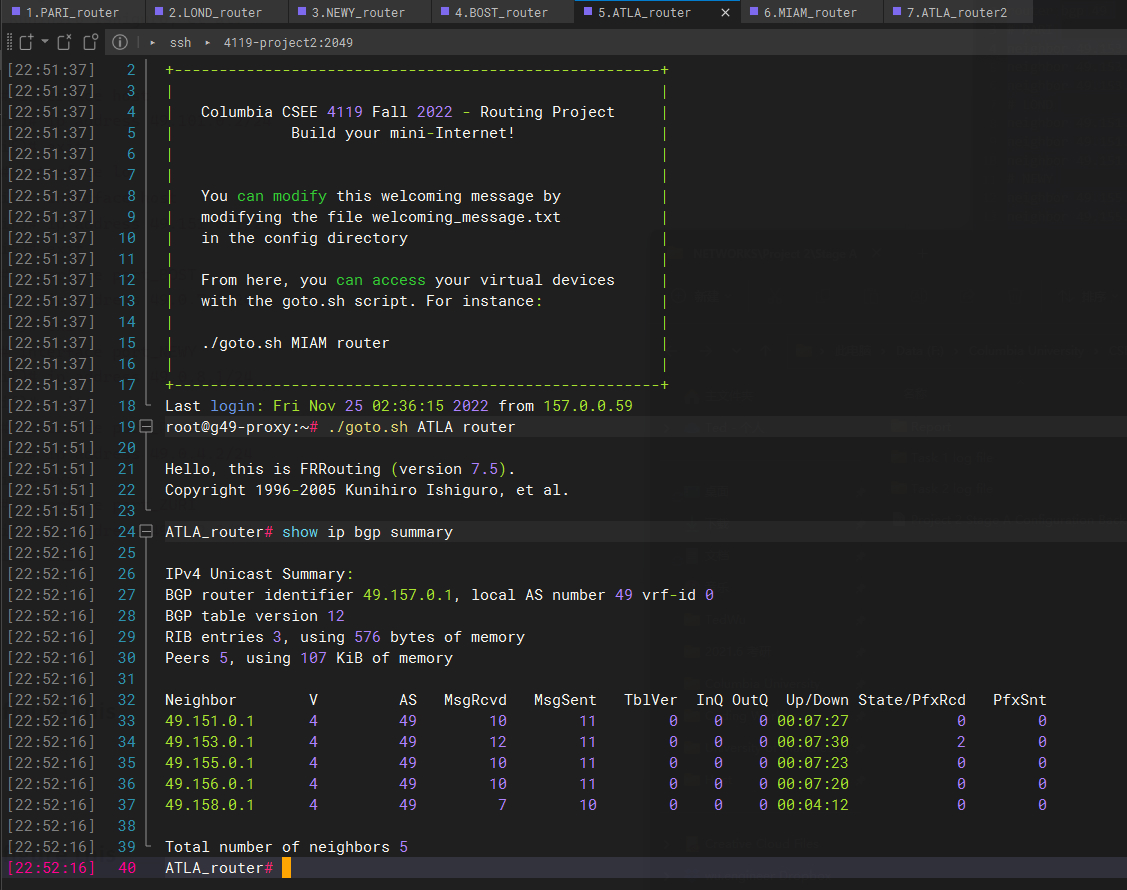 1.PARI_router 2.LOND_router 3.NEWY_router 4.BOST_router 5.ATLA_router 6.MIAM_router 7.ATLA_router2
ssh 4119-project2:2049
[22:51:37] 2 +------------------------------------------------------+
[22:51:37] 3 | |
[22:51:37] 4 | Columbia CSEE 4119 Fall 2022 - Routing Project |
[22:51:37] 5 | Build your mini-Internet! |
[22:51:37] 6 | |
[22:51:37] 7 | |
[22:51:37] 8 | You can modify this welcoming message by |
[22:51:37] 9 | modifying the file welcoming_message.txt |
[22:51:37] 10 | in the config directory |
[22:51:37] 11 | |
[22:51:37] 12 | From here, you can access your virtual devices |
[22:51:37] 13 | with the goto.sh script. For instance: |
[22:51:37] 14 | |
[22:51:37] 15 | ./goto.sh MIAM router |
[22:51:37] 16 | |
[22:51:37] 17 +------------------------------------------------------+
[22:51:37] 18 Last login: Fri Nov 25 02:36:15 2022 from 157.0.0.59
[22:51:51] 19 root@g49-proxy:~# ./goto.sh ATLA router
[22:51:51] 20
[22:51:51] 21 Hello, this is FRRouting (version 7.5).
[22:51:51] 22 Copyright 1996-2005 Kunihiro Ishiguro, et al.
[22:51:51] 23
[22:52:16] 24 ATLA_router# show ip bgp summary
[22:52:16] 25
[22:52:16] 26 IPv4 Unicast Summary:
[22:52:16] 27 BGP router identifier 49.157.0.1, local AS number 49 vrf-id 0
[22:52:16] 28 BGP table version 12
[22:52:16] 29 RIB entries 3, using 576 bytes of memory
[22:52:16] 30 Peers 5, using 107 KiB of memory
[22:52:16] 31
[22:52:16] 32 Neighbor V AS MsgRcvd MsgSent TblVer InQ OutQ Up/Down State/PfxRcd PfxSnt
[22:52:16] 33 49.151.0.1 4 49 10 11 0 0 0 00:07:27 0 0
[22:52:16] 34 49.153.0.1 4 49 12 11 0 0 0 00:07:30 2 0
[22:52:16] 35 49.155.0.1 4 49 10 11 0 0 0 00:07:23 0 0
[22:52:16] 36 49.156.0.1 4 49 10 11 0 0 0 00:07:20 0 0
[22:52:16] 37 49.158.0.1 4 49 7 10 0 0 0 00:04:12 0 0
[22:52:16] 38
[22:52:16] 39 Total number of neighbors 5
[22:52:16] 40 ATLA_router#